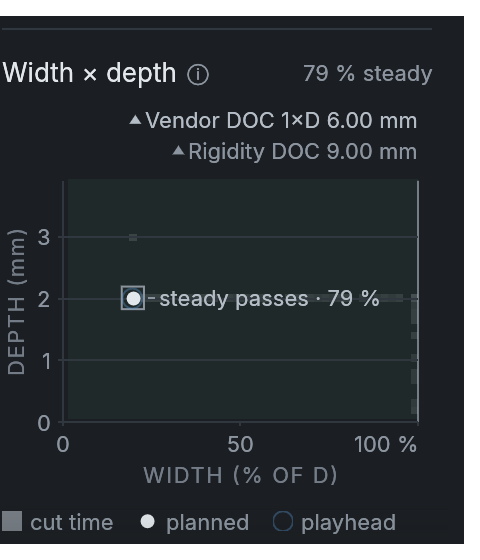 Width × depth ⓘ 79 % steady
▲Vendor DOC 1×D 6.00 mm
▲Rigidity DOC 9.00 mm
DEPTH (mm)
3
2
steady passes · 79 %
1
0
0 50 100 %
WIDTH (% OF D)
cut time planned playhead